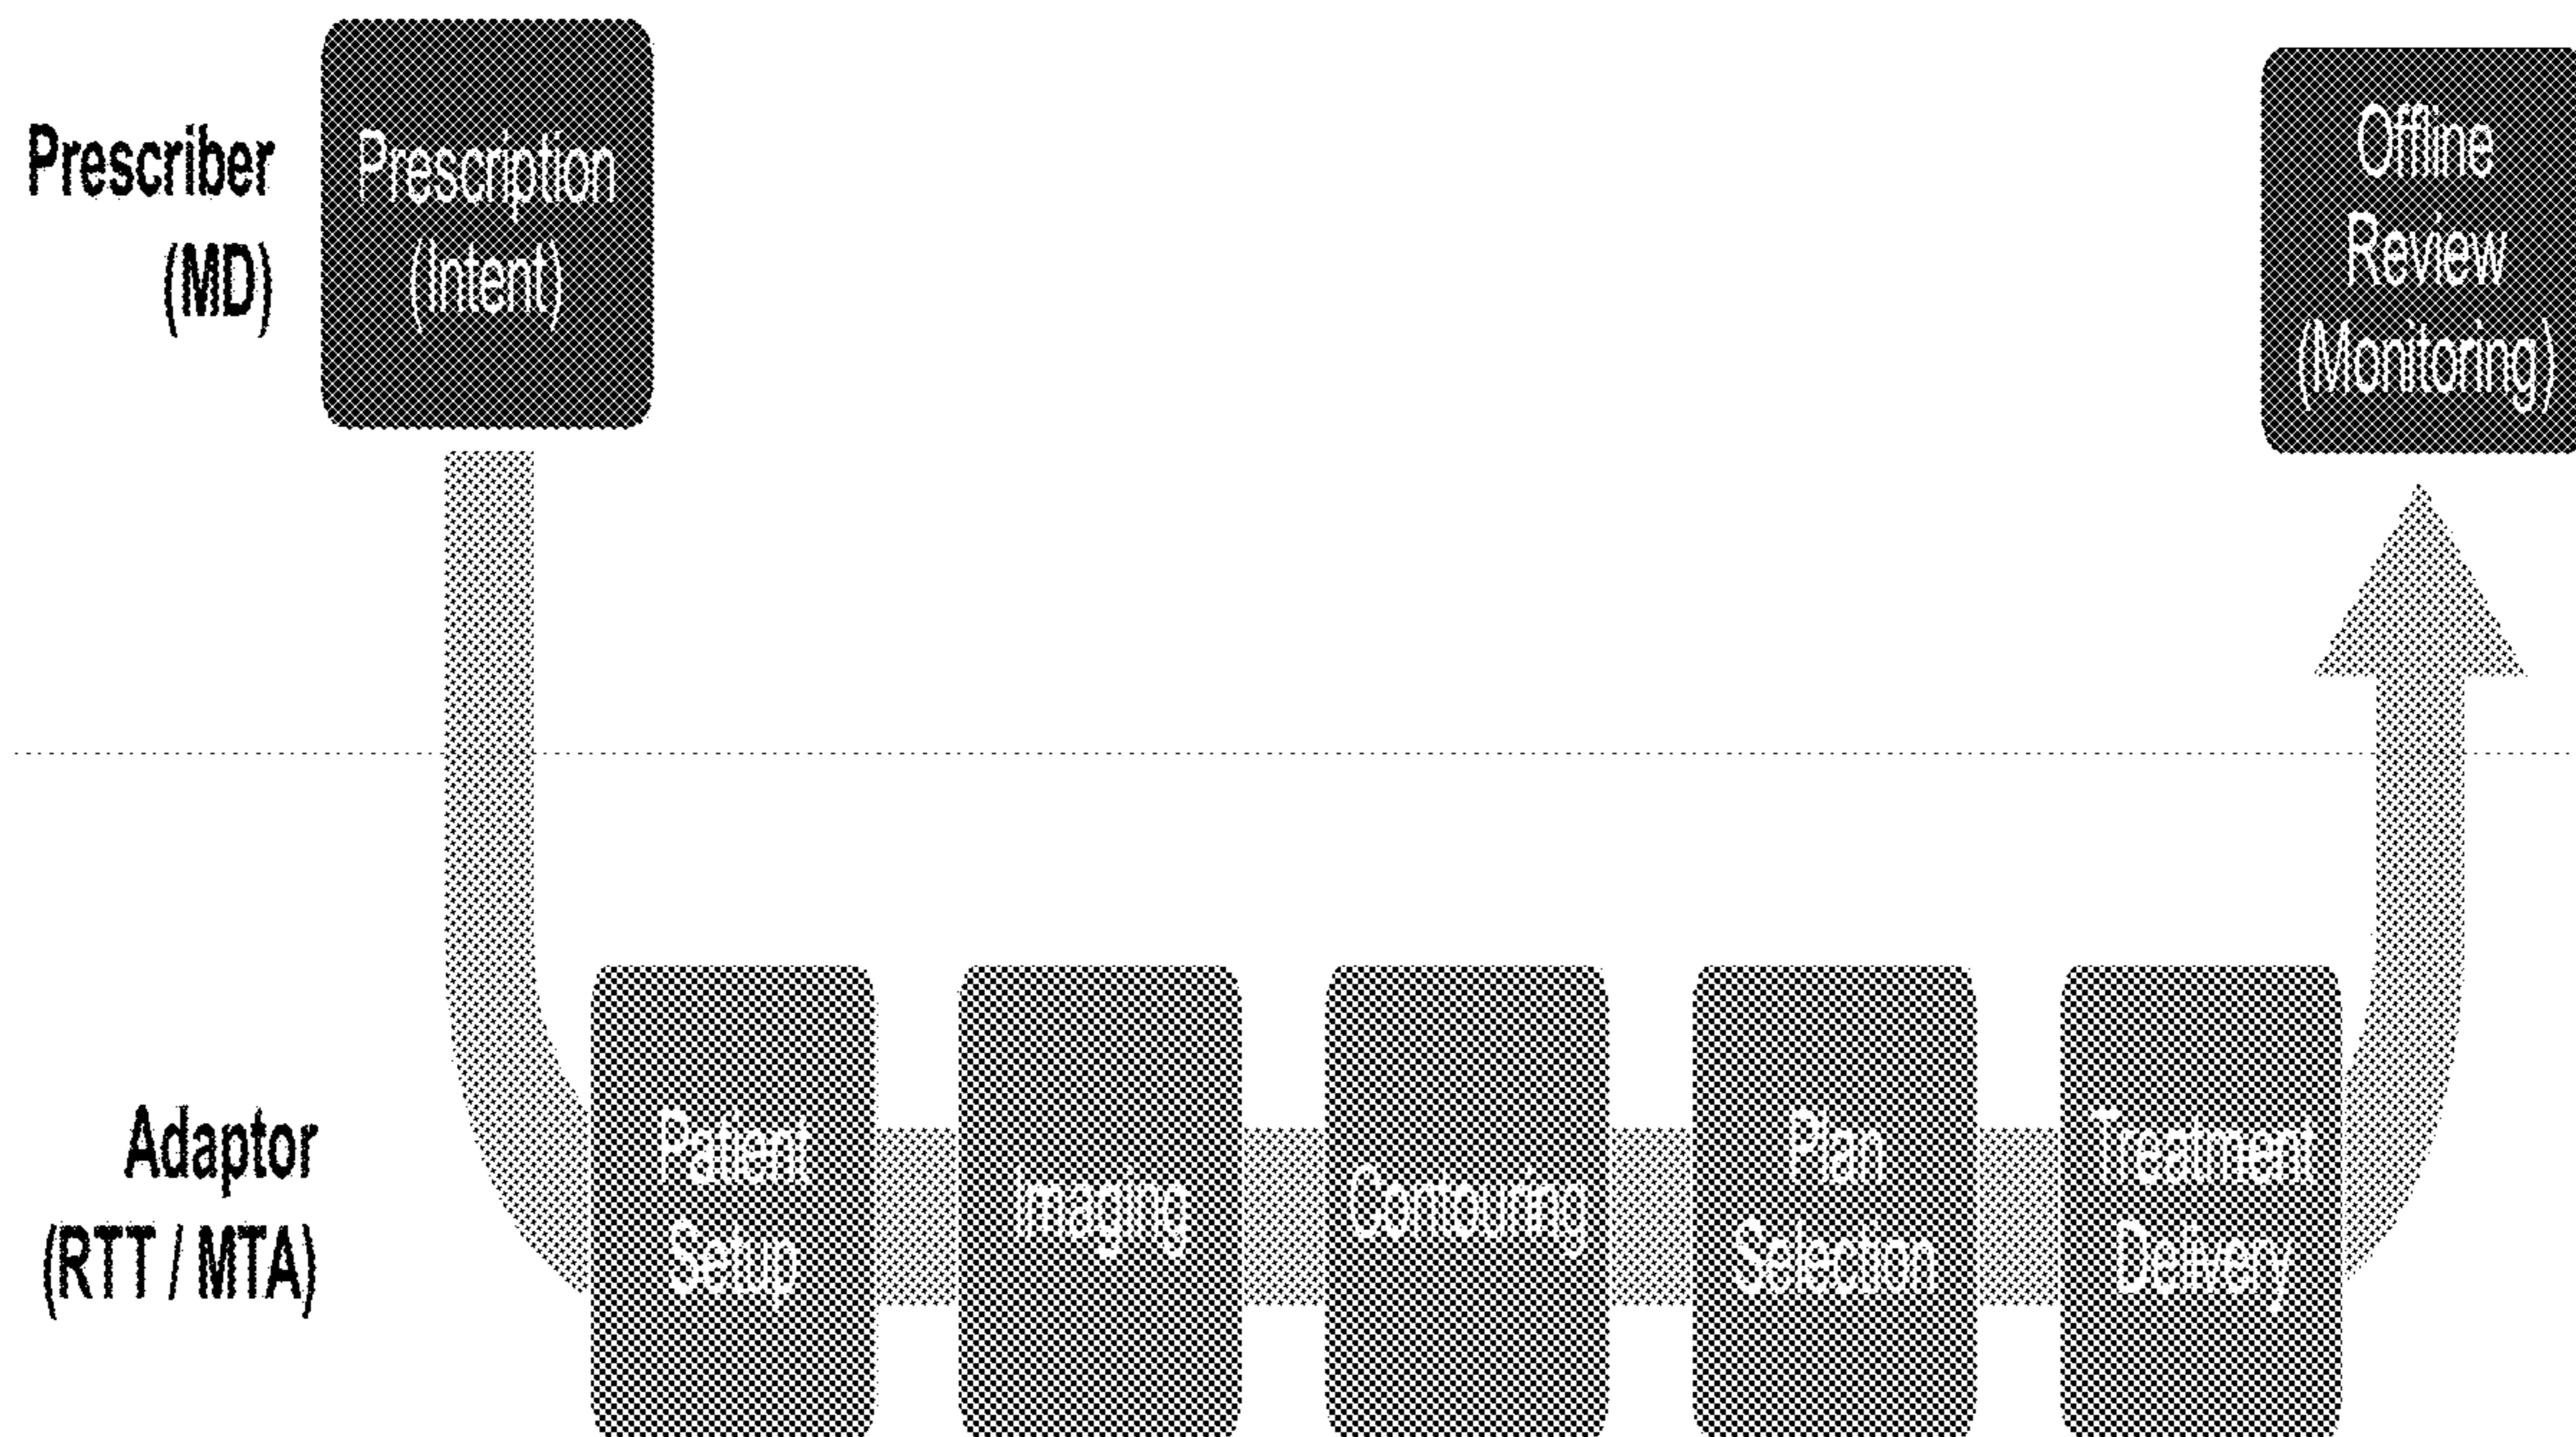 Prescriber
(MD)
Prescription
(Intent)
Offline
Review
(Monitoring)
Adaptor
(RTT / MTA)
Patient
Setup
Imaging
Contouring
Plan
Selection
Treatment
Delivery